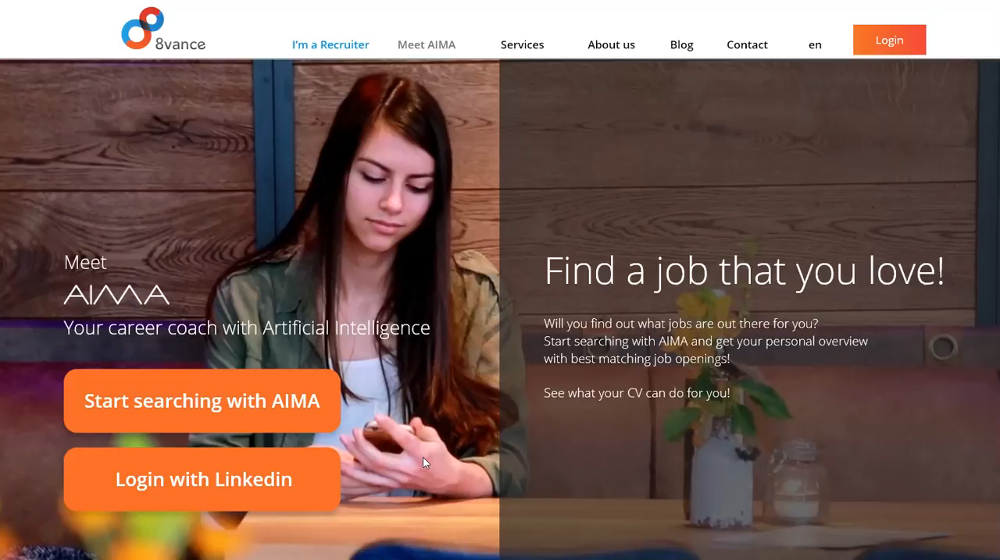 8vance
I'm a Recruiter
Meet AIMA
Services
About us
Blog
Contact
en
Login
Meet
AIMA
Your career coach with Artificial Intelligence
Start searching with AIMA
Login with Linkedin
Find a job that you love!
Will you find out what jobs are out there for you?
Start searching with AIMA and get your personal overview
with best matching job openings!
See what your CV can do for you!